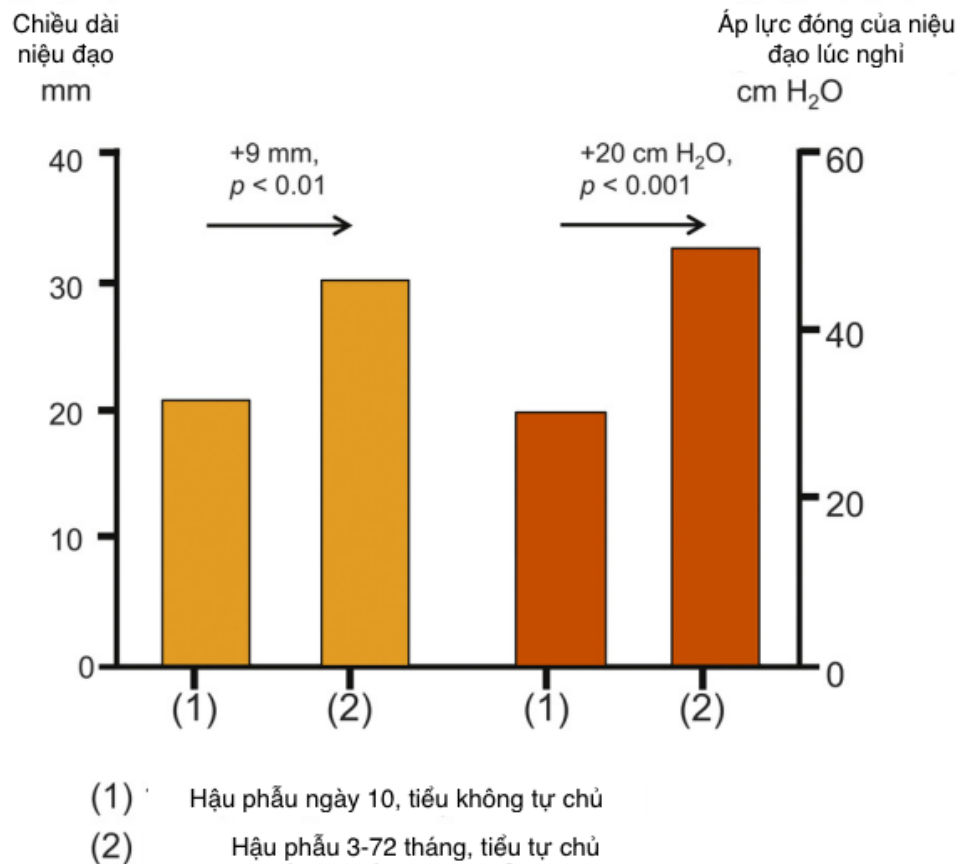 Chiều dài
niệu đạo
mm
Áp lực đóng của niệu
đạo lúc nghỉ
cm H₂O
40
30
20
10
0
+9 mm,
p < 0.01
+20 cm H₂O,
p < 0.001
60
40
20
0
(1)
(2)
(1)
(2)
(1) Hậu phẫu ngày 10, tiểu không tự chủ
(2) Hậu phẫu 3-72 tháng, tiểu tự chủ